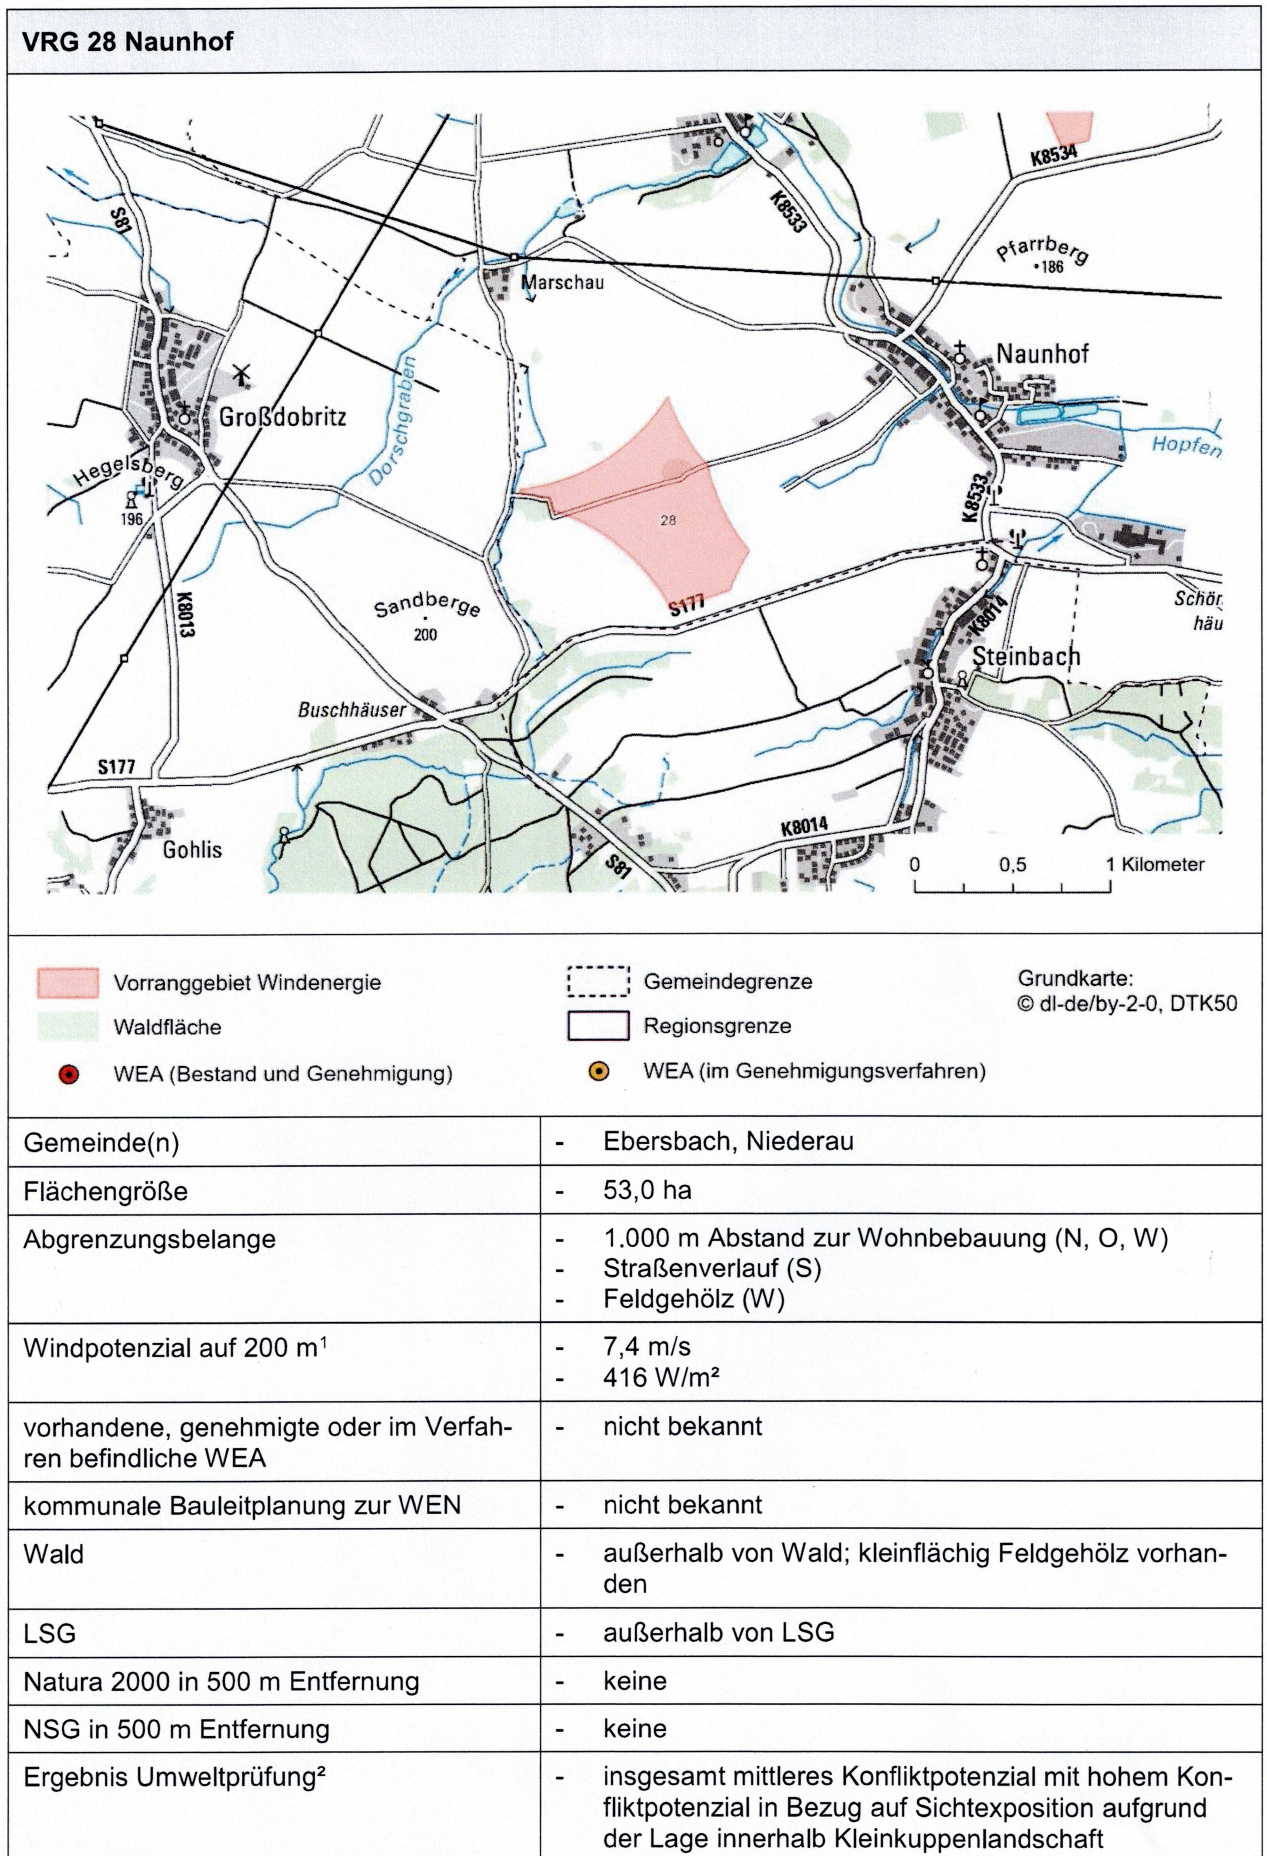 VRG 28 Naunhof
K8534
S81
K8533
Pfarrberg
186
Marschau
Naunhof
Großdobritz
Dorschgraben
Hopfen
Hegelsberg
196
28
K8533
Sandberge
200
S177
K8013
K8014
Schön
häu
Steinbach
Buschhäuser
S177
Gohlis
K8014
S81
0 0,5 1 Kilometer
Vorranggebiet Windenergie Gemeindegrenze Grundkarte:
Waldfläche Regionsgrenze © dl-de/by-2-0, DTK50
WEA (Bestand und Genehmigung) WEA (im Genehmigungsverfahren)
Gemeinde(n) - Ebersbach, Niederau
Flächengröße - 53,0 ha
Abgrenzungsbelange - 1.000 m Abstand zur Wohnbebauung (N, O, W)
- Straßenverlauf (S)
- Feldgehölz (W)
Windpotenzial auf 200 m¹ - 7,4 m/s
- 416 W/m²
vorhandene, genehmigte oder im Verfah- - nicht bekannt
ren befindliche WEA
kommunale Bauleitplanung zur WEN - nicht bekannt
Wald - außerhalb von Wald; kleinflächig Feldgehölz vorhan-
den
LSG - außerhalb von LSG
Natura 2000 in 500 m Entfernung - keine
NSG in 500 m Entfernung - keine
Ergebnis Umweltprüfung² - insgesamt mittleres Konfliktpotenzial mit hohem Kon-
fliktpotenzial in Bezug auf Sichtexposition aufgrund
der Lage innerhalb Kleinkuppenlandschaft